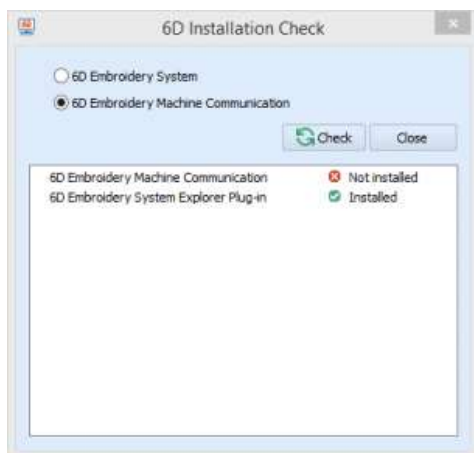 6D Installation Check
6D Embroidery System
6D Embroidery Machine Communication
Check Close
6D Embroidery Machine Communication Not installed
6D Embroidery System Explorer Plug-in Installed